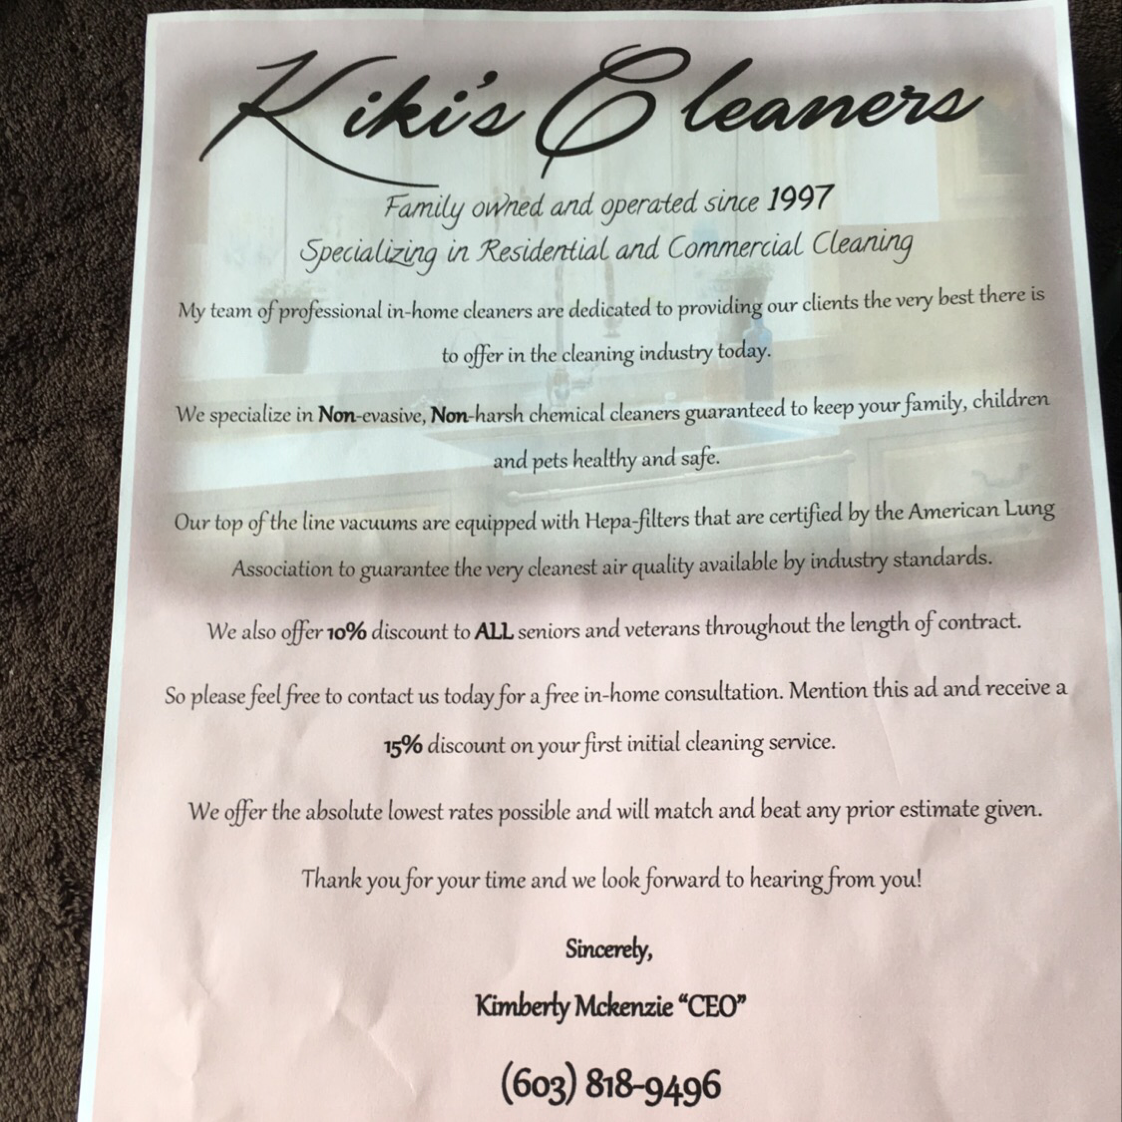 Kiki's Cleaners
Family owned and operated since 1997
Specializing in Residential and Commercial Cleaning
My team of professional in-home cleaners are dedicated to providing our clients the very best there is
to offer in the cleaning industry today.
We specialize in Non-evasive, Non-harsh chemical cleaners guaranteed to keep your family, children
and pets healthy and safe.
Our top of the line vacuums are equipped with Hepa-filters that are certified by the American Lung
Association to guarantee the very cleanest air quality available by industry standards.
We also offer 10% discount to ALL seniors and veterans throughout the length of contract.
So please feel free to contact us today for a free in-home consultation. Mention this ad and receive a
15% discount on your first initial cleaning service.
We offer the absolute lowest rates possible and will match and beat any prior estimate given.
Thank you for your time and we look forward to hearing from you!
Sincerely,
Kimberly Mckenzie “CEO”
(603) 818-9496